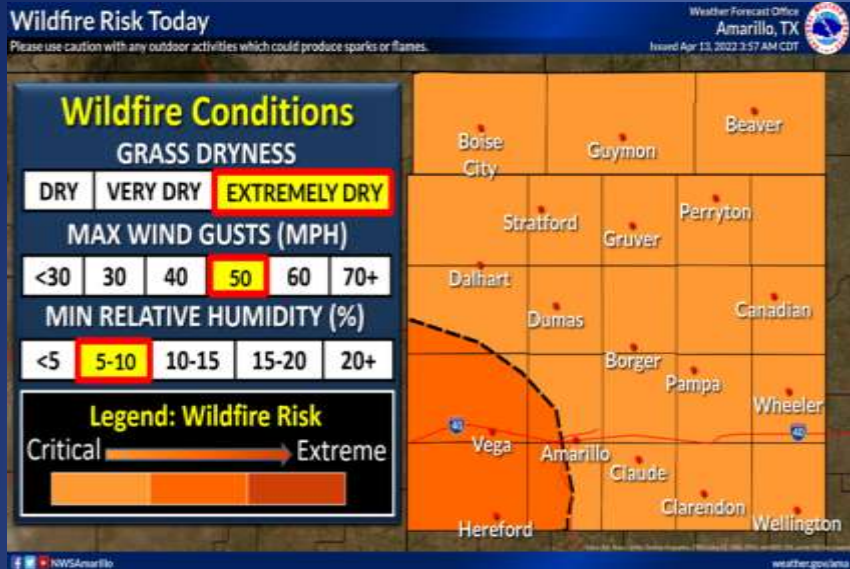 Wildfire Risk Today
Please use caution with any outdoor activities which could produce sparks or flames.
Weather Forecast Office
Amarillo, TX
Issued Apr 13, 2022 3:57 AM CDT
Wildfire Conditions
GRASS DRYNESS
DRY VERY DRY EXTREMELY DRY
MAX WIND GUSTS (MPH)
<30 30 40 50 60 70+
MIN RELATIVE HUMIDITY (%)
<5 5-10 10-15 15-20 20+
Legend: Wildfire Risk
Critical Extreme
Boise
City
Guymon
Beaver
Stratford
Gruver
Perryton
Dalhart
Dumas
Canadian
Borger
Pampa
Wheeler
40
Vega
Amarillo
40
Claude
Clarendon
Hereford
Wellington
NWSAmarillo
weather.gov/ama